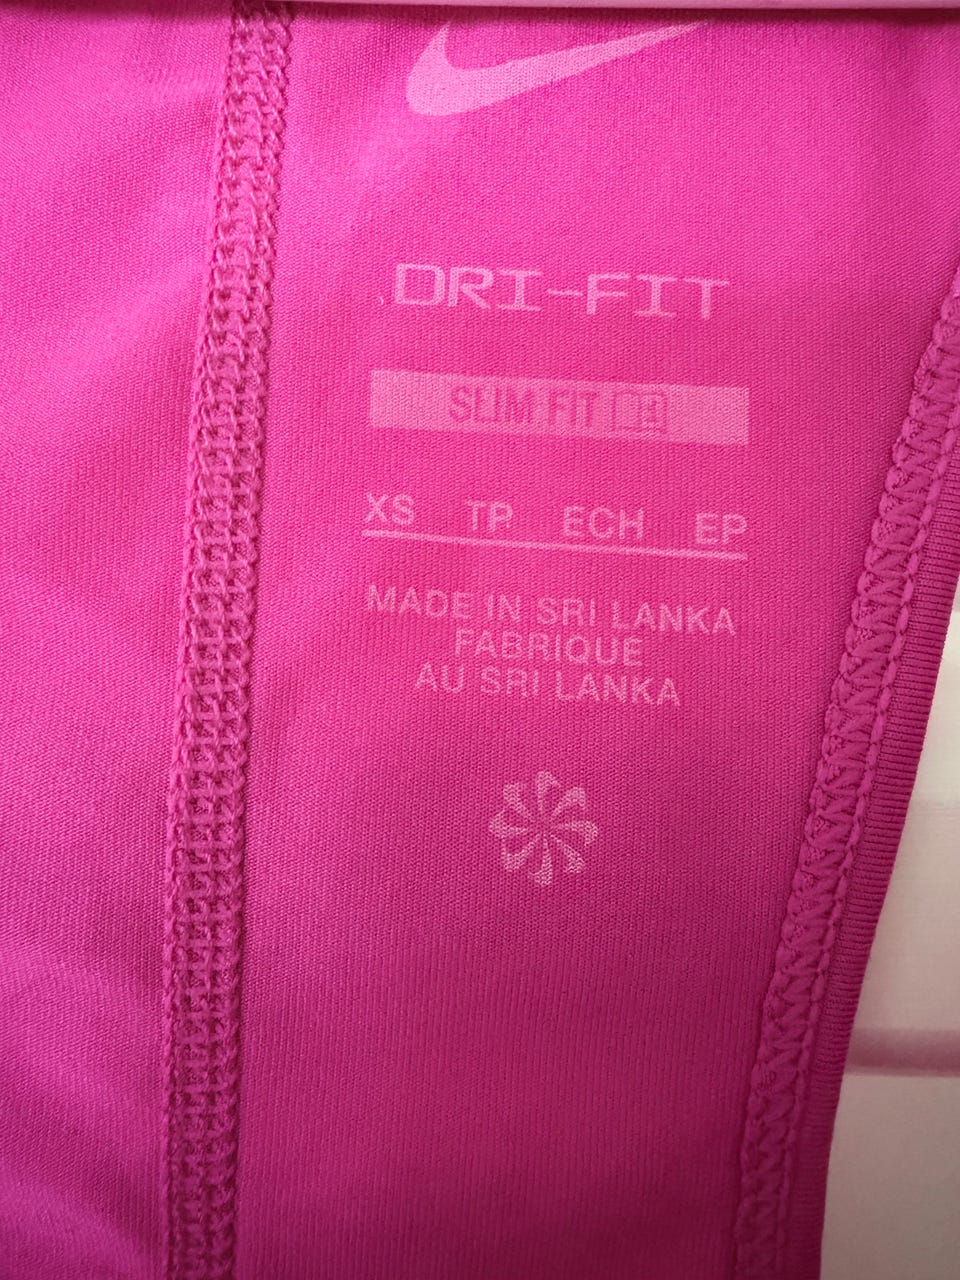 DRI-FIT
SLIM FIT
XS TP ECH EP
MADE IN SRI LANKA
FABRIQUE
AU SRI LANKA